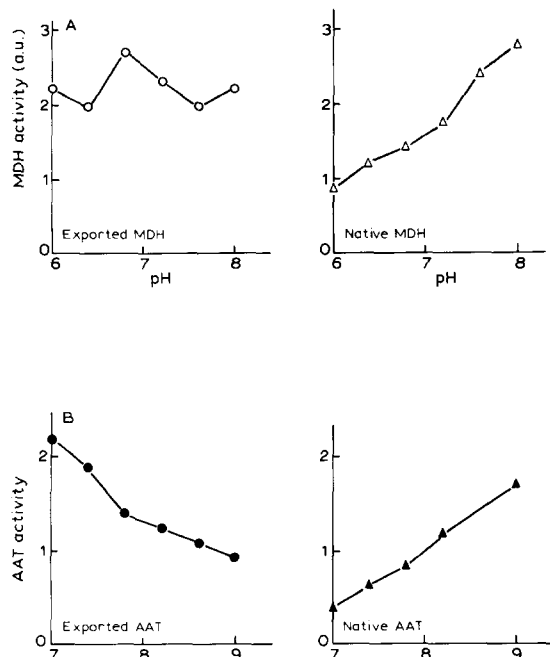 A
MDH activity (a.u.)
3
2
1
0
Exported MDH
6 7 8
pH
3
2
1
0
Native MDH
6 7 8
pH
B
AAT activity
2
1
0
Exported AAT
7 8 9
2
1
0
Native AAT
7 8 9